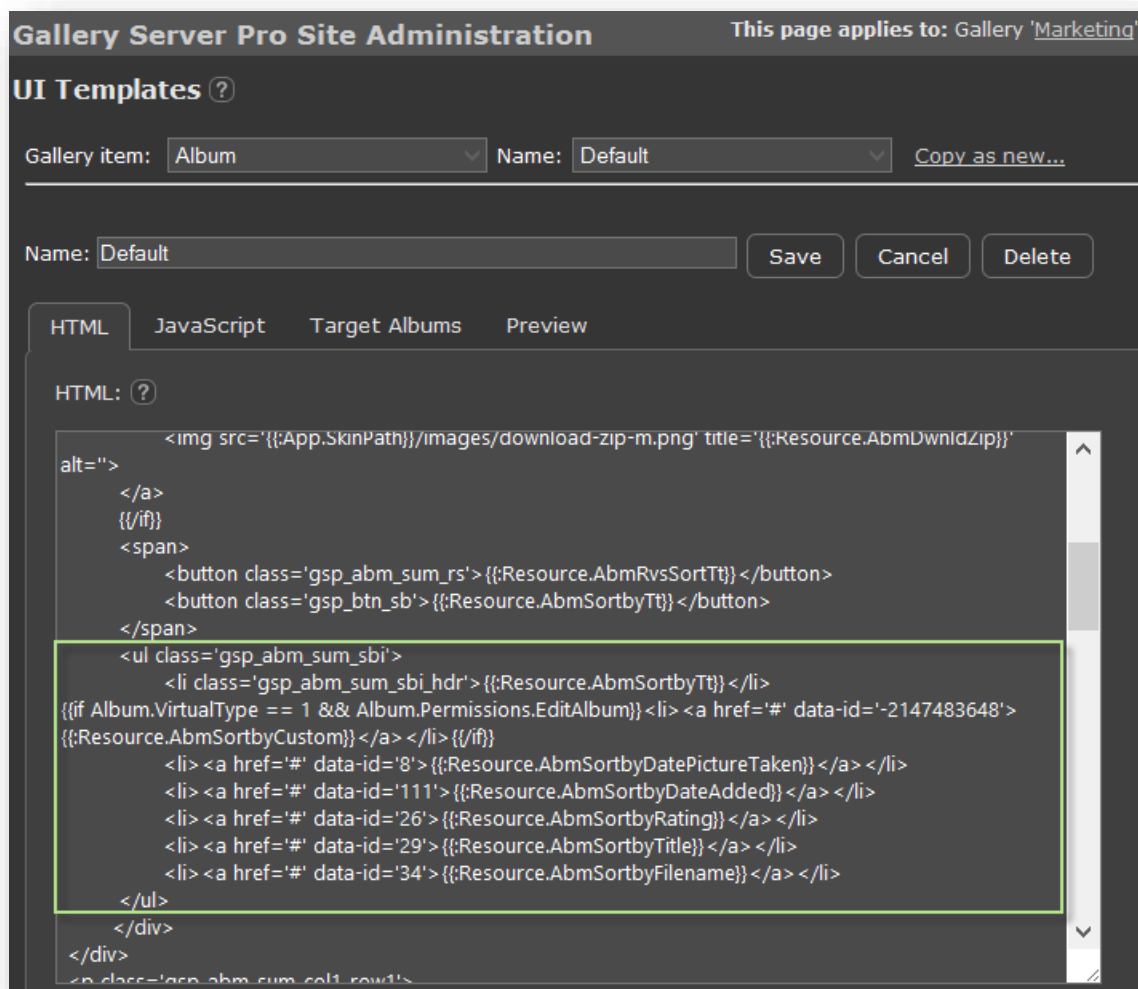 Gallery Server Pro Site Administration
This page applies to: Gallery 'Marketing'
UI Templates ?
Gallery item: Album Name: Default Copy as new...
Name: Default Save Cancel Delete
HTML JavaScript Target Albums Preview
HTML: ?
<img src='{{:App.SkinPath}}/images/download-zip-m.png' title='{{:Resource.AbmDwnldZip}}'
alt=''>
</a>
{{/if}}
<span>
<button class='gsp_abm_sum_rs'>{{:Resource.AbmRvsSortTt}}</button>
<button class='gsp_btn_sb'>{{:Resource.AbmSortbyTt}}</button>
</span>
<ul class='gsp_abm_sum_sbi'>
<li class='gsp_abm_sum_sbi_hdr'>{{:Resource.AbmSortbyTt}}</li>
{{if Album.VirtualType == 1 && Album.Permissions.EditAlbum}}<li><a href='#' data-id='-2147483648'>
{{:Resource.AbmSortbyCustom}}</a></li>{{/if}}
<li><a href='#' data-id='8'>{{:Resource.AbmSortbyDatePictureTaken}}</a></li>
<li><a href='#' data-id='111'>{{:Resource.AbmSortbyDateAdded}}</a></li>
<li><a href='#' data-id='26'>{{:Resource.AbmSortbyRating}}</a></li>
<li><a href='#' data-id='29'>{{:Resource.AbmSortbyTitle}}</a></li>
<li><a href='#' data-id='34'>{{:Resource.AbmSortbyFilename}}</a></li>
</ul>
</div>
</div>
<p class='gsp_abm_sum_col1_row1'>